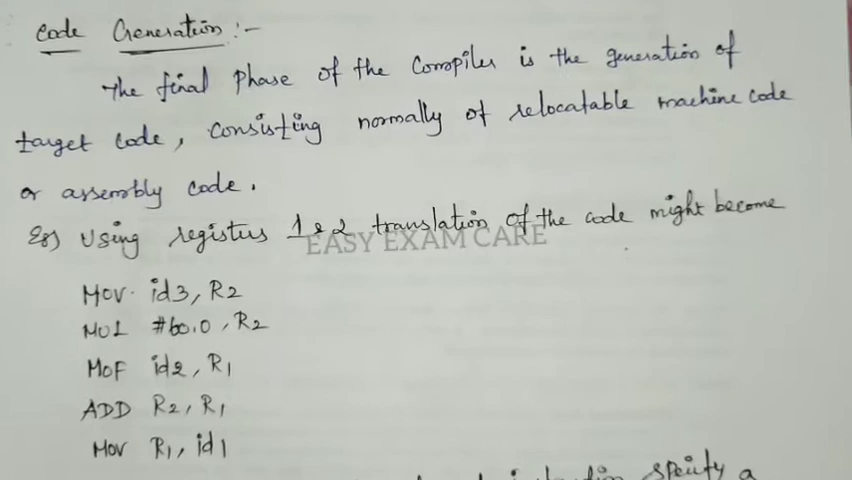 Code Generation :-
The final Phase of the Compiler is the generation of
target code, consisting normally of relocatable machine code
or assembly code.
Eg) Using registers 1 & 2 translation of the code might become
EASY EXAM CARE
MOV id3, R2
MUL #60.0, R2
MOF id2, R1
ADD R2, R1
MOV R1, id1
specify a